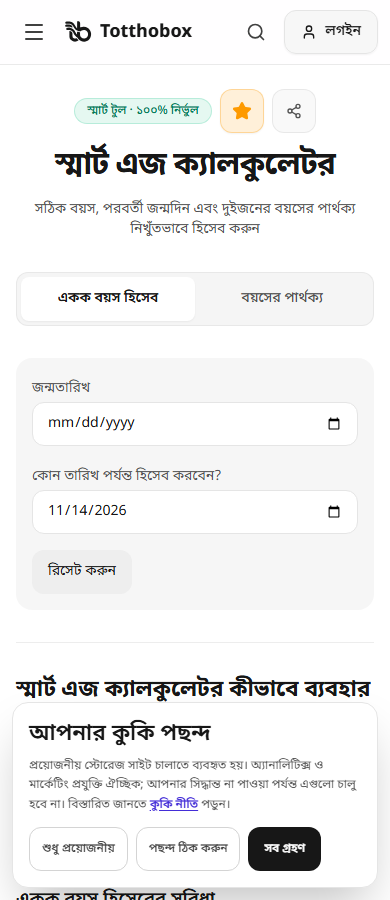 Totthobox
লগইন
স্মার্ট টুল · ১০০% নির্ভুল
স্মার্ট এজ ক্যালকুলেটর
সঠিক বয়স, পরবর্তী জন্মদিন এবং দুইজনের বয়সের পার্থক্য
নিখুঁতভাবে হিসেব করুন
একক বয়স হিসেব
বয়সের পার্থক্য
জন্মতারিখ
mm/dd/yyyy
কোন তারিখ পর্যন্ত হিসেব করবেন?
11/14/2026
রিসেট করুন
স্মার্ট এজ ক্যালকুলেটর কীভাবে ব্যবহার
আপনার কুকি পছন্দ
প্রয়োজনীয় স্টোরেজ সাইট চালাতে ব্যবহৃত হয়। অ্যানালিটিক্স ও
মার্কেটিং প্রযুক্তি ঐচ্ছিক; আপনার সিদ্ধান্ত না পাওয়া পর্যন্ত এগুলো চালু
হবে না। বিস্তারিত জানতে কুকি নীতি পড়ুন।
শুধু প্রয়োজনীয়
পছন্দ ঠিক করুন
সব গ্রহণ
একক বয়স হিসেবের সুবিধা